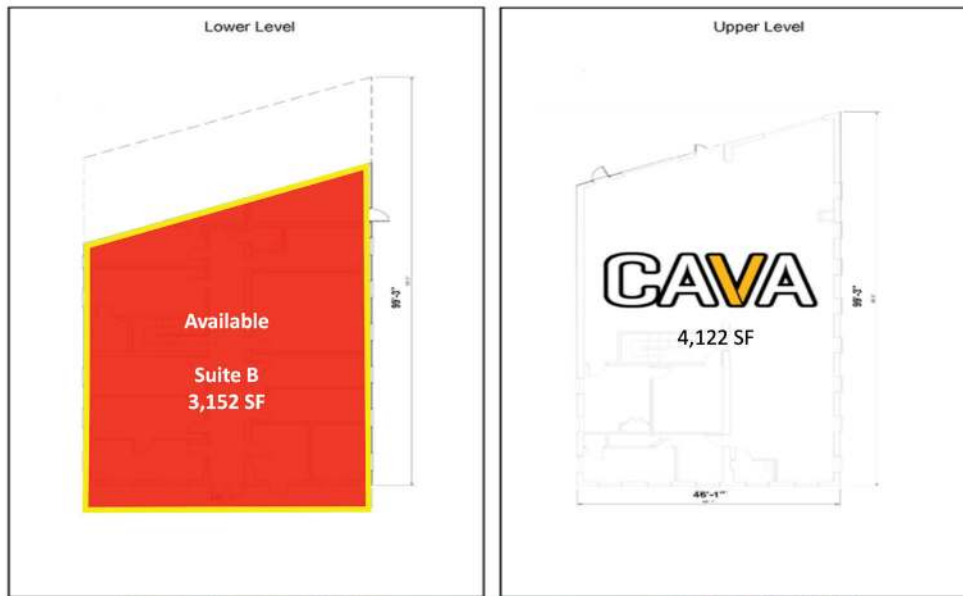 Lower Level
99'-3"
Available
Suite B
3,152 SF
Upper Level
CAVA
4,122 SF
99'-3"
46'-1"